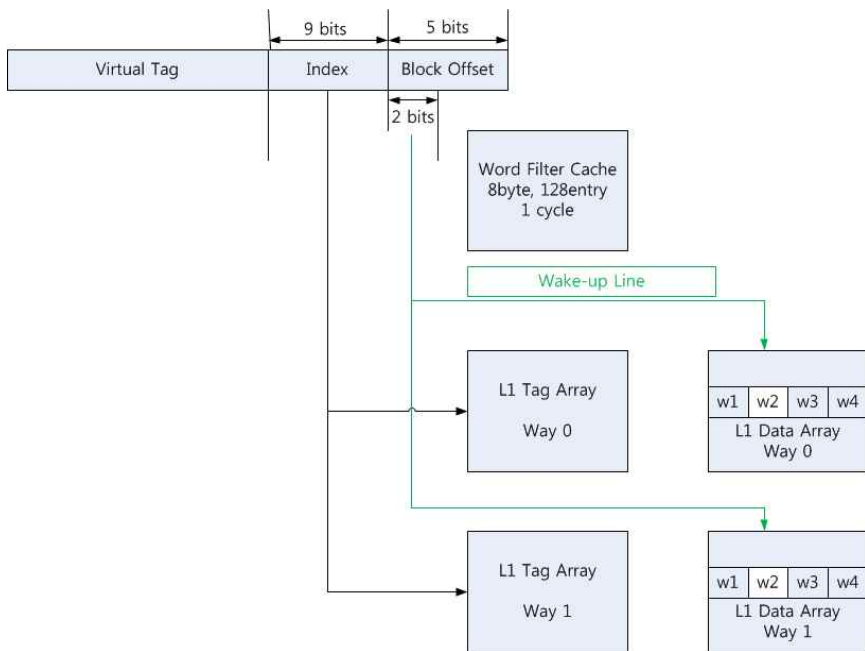 9 bits
5 bits
Virtual Tag
Index
Block Offset
2 bits
Word Filter Cache
8byte, 128entry
1 cycle
Wake-up Line
L1 Tag Array
Way 0
w1 w2 w3 w4
L1 Data Array
Way 0
L1 Tag Array
Way 1
w1 w2 w3 w4
L1 Data Array
Way 1